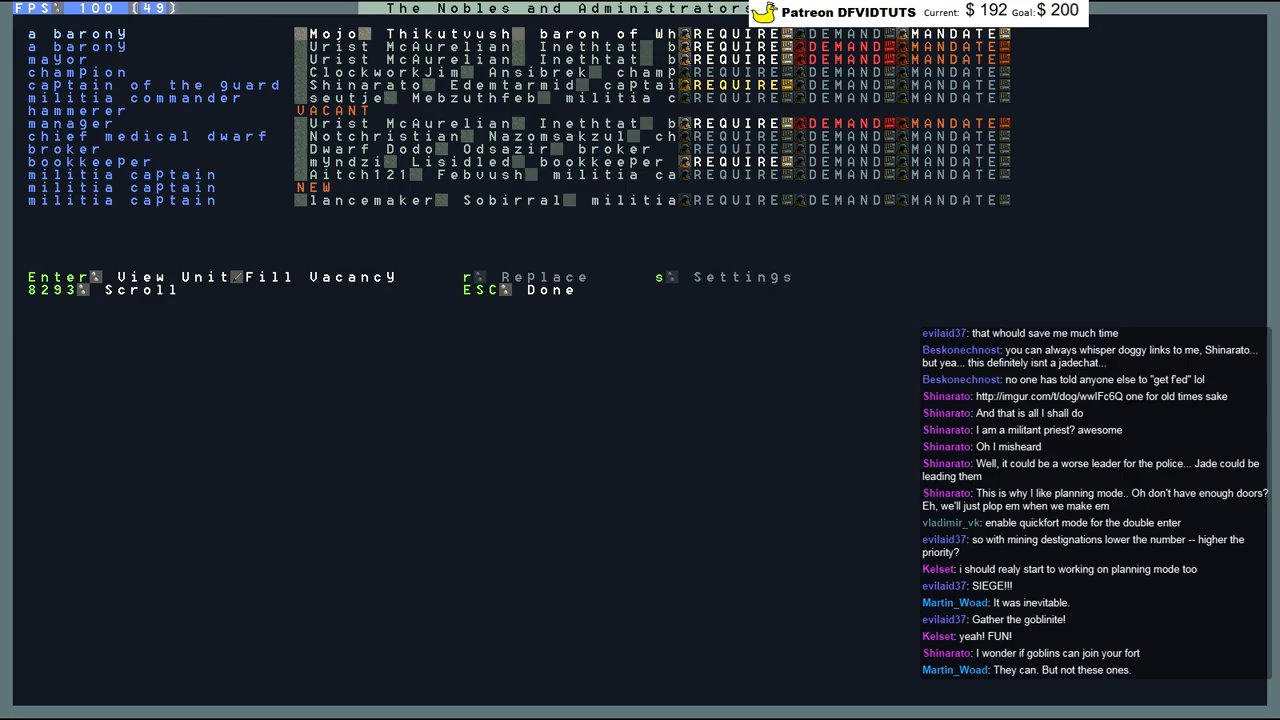 FPS: 100 (49)
The Nobles and Administrators
Patreon DFVIDTUTS Current: $ 192 Goal: $ 200
a barony Mojo Thikutvush baron of Wh REQUIRE DEMAND MANDATE
a barony Urist McAurelian Inethtat b REQUIRE DEMAND MANDATE
mayor Urist McAurelian Inethtat b REQUIRE DEMAND MANDATE
champion ClockworkJim Ansibrek champ REQUIRE DEMAND MANDATE
captain of the guard shinarato Edemtarmid captai REQUIRE DEMAND MANDATE
militia commander seutje Mebzuthfeb militia c REQUIRE DEMAND MANDATE
hammerer VACANT
manager Urist McAurelian Inethtat b REQUIRE DEMAND MANDATE
chief medical dwarf Notchristian Nazomsakzul ch REQUIRE DEMAND MANDATE
broker Dwarf Dodo Odsazir broker REQUIRE DEMAND MANDATE
bookkeeper myndzi Lisidled bookkeeper REQUIRE DEMAND MANDATE
militia captain Aitch121 Febvush militia ca REQUIRE DEMAND MANDATE
militia captain NEW
militia captain lancemaker Sobirral militia REQUIRE DEMAND MANDATE
Enter: View Unit/Fill Vacancy r: Replace s: Settings
8293: Scroll ESC: Done
evilaid37: that whould save me much time
Beskonechnost: you can always whisper doggy links to me, Shinarato...
but yea... this definitely isnt a jadechat...
Beskonechnost: no one has told anyone else to "get f'ed" lol
Shinarato: http://imgur.com/t/dog/wwIFc6Q one for old times sake
Shinarato: And that is all I shall do
Shinarato: I am a militant priest? awesome
Shinarato: Oh I misheard
Shinarato: Well, it could be a worse leader for the police... Jade could be
leading them
Shinarato: This is why I like planning mode.. Oh don't have enough doors?
Eh, we'll just plop em when we make em
vladimir_vk: enable quickfort mode for the double enter
evilaid37: so with mining destignations lower the number -- higher the
priority?
Kelset: i should realy start to working on planning mode too
evilaid37: SIEGE!!!
Martin_Woad: It was inevitable.
evilaid37: Gather the goblinite!
Kelset: yeah! FUN!
Shinarato: I wonder if goblins can join your fort
Martin_Woad: They can. But not these ones.